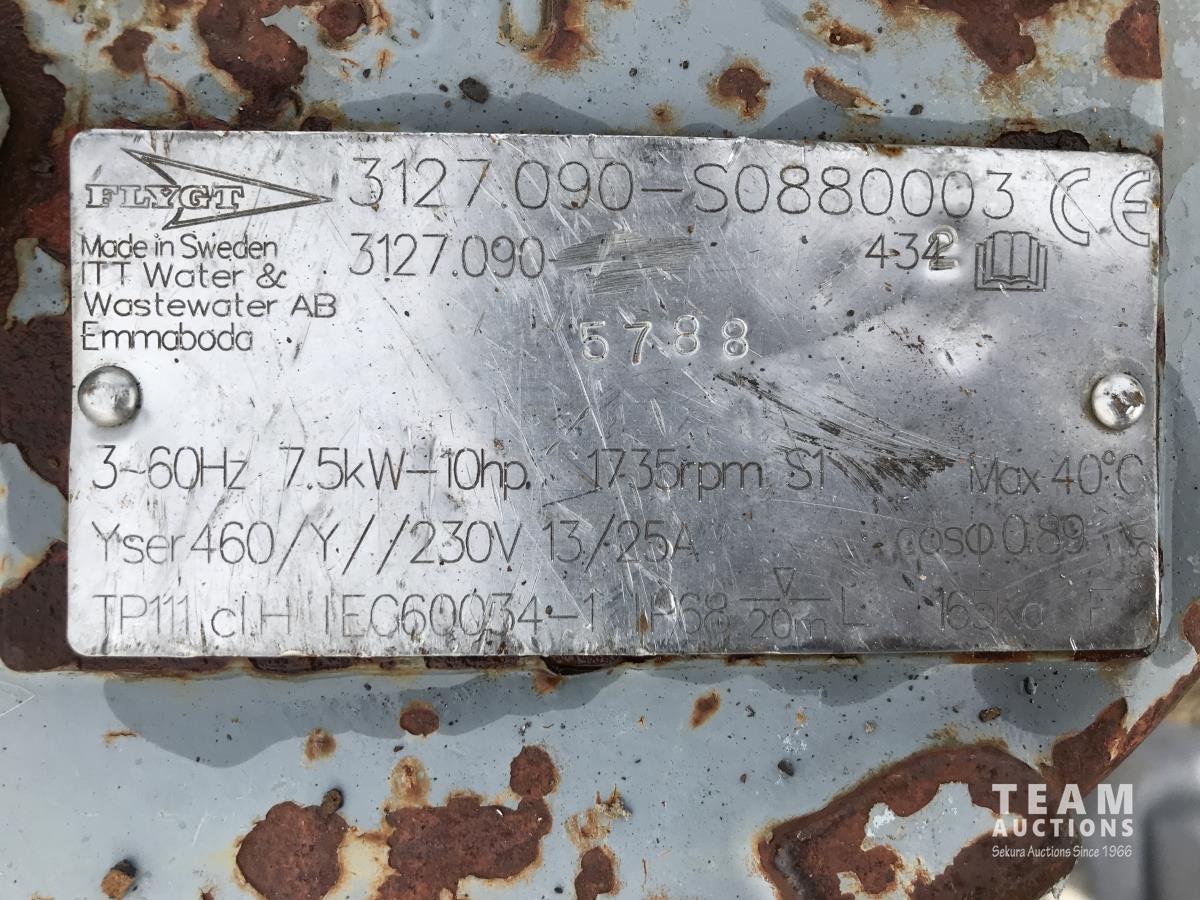 FLYGT 3127.090-S0880003 CE
Made in Sweden 3127.090- 432
ITT Water &
Wastewater AB
Emmaboda
5788
3~60Hz 7.5kW-10hp 1735rpm S1 Max 40°C
Yser 460/Y//230V 13/25A cosφ 0.89
TP111 cl.H IEC60034-1 IP68 20m L 165Kg F
TEAM
AUCTIONS
Sekura Auctions Since 1966